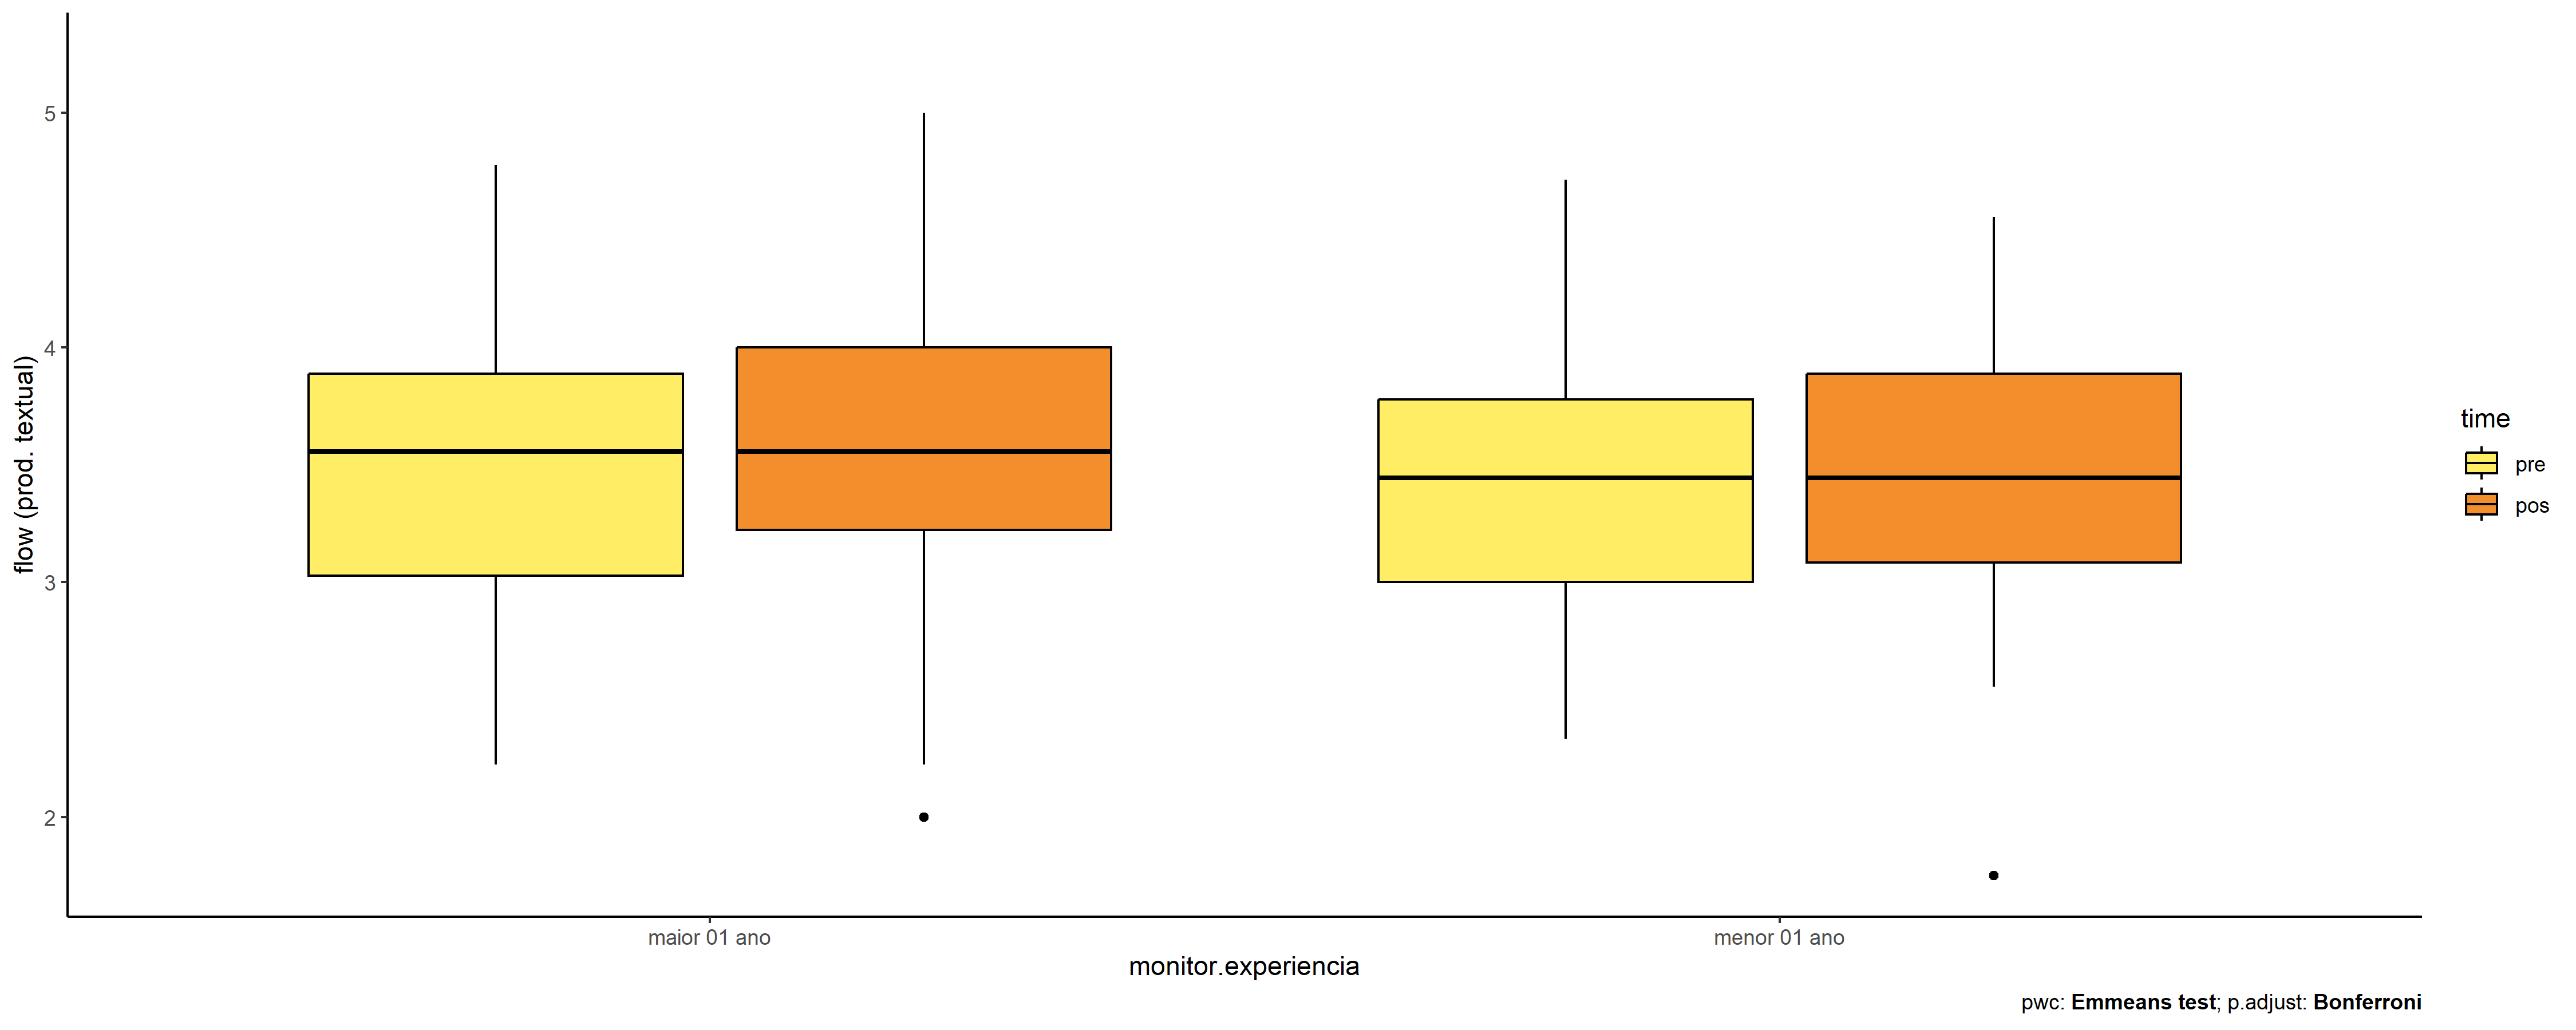 flow (prod. textual)
5
4
3
2
maior 01 ano
menor 01 ano
monitor.experiencia
time
pre
pos
pwc: Emmeans test; p.adjust: Bonferroni